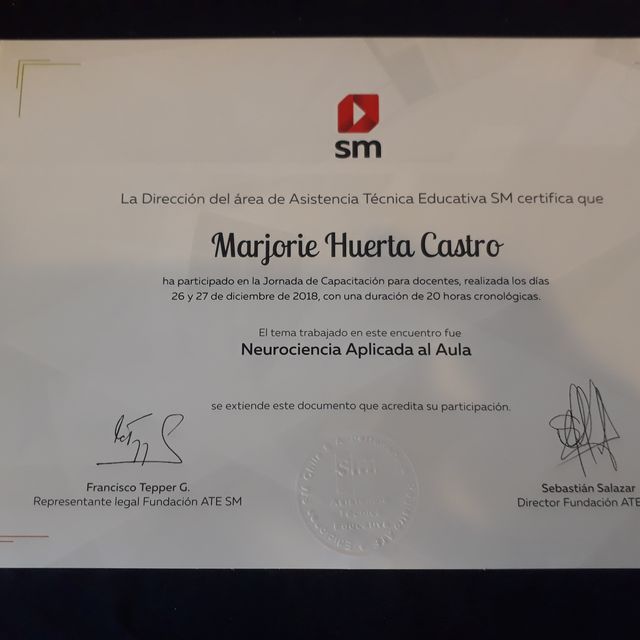 sm
La Dirección del área de Asistencia Técnica Educativa SM certifica que
Marjorie Huerta Castro
ha participado en la Jornada de Capacitación para docentes, realizada los días
26 y 27 de diciembre de 2018, con una duración de 20 horas cronológicas.
El tema trabajado en este encuentro fue
Neurociencia Aplicada al Aula
se extiende este documento que acredita su participación.
Francisco Tepper G.
Representante legal Fundación ATE SM
sm
Sebastián Salazar
Director Fundación ATE